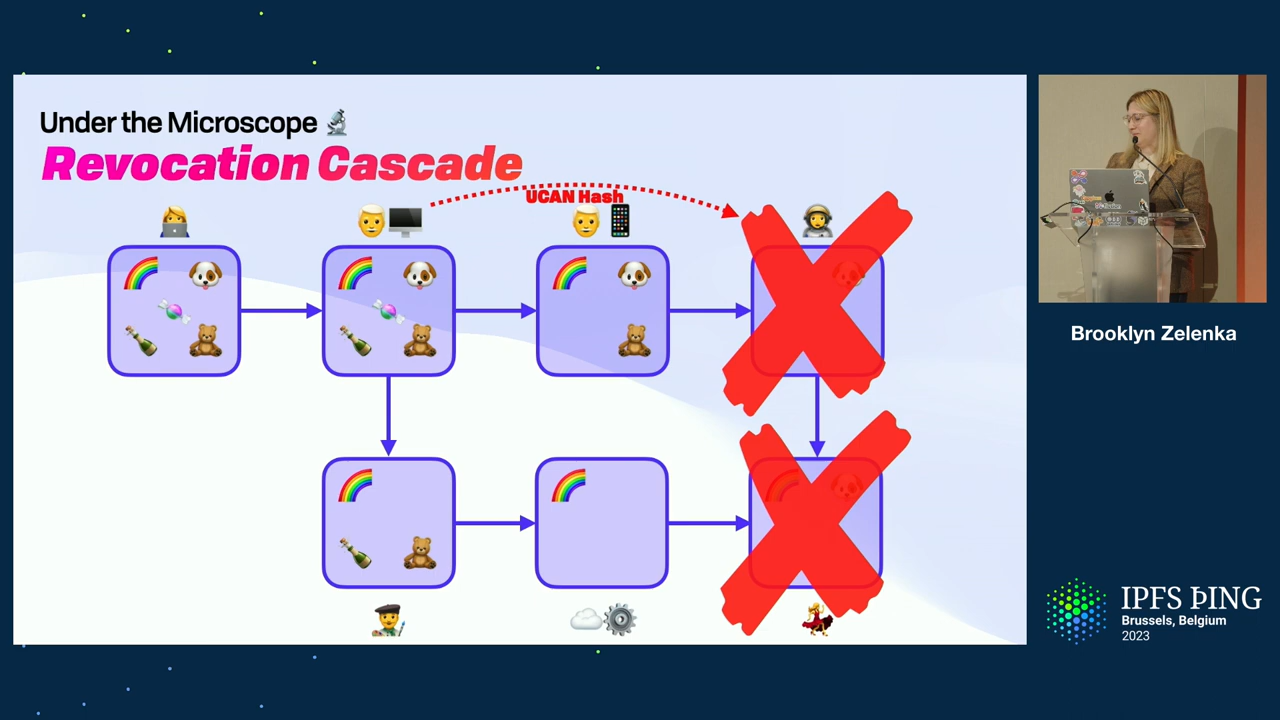 Under the Microscope
Revocation Cascade
UCAN Hash
Brooklyn Zelenka
IPFS ÞING
Brussels, Belgium
2023